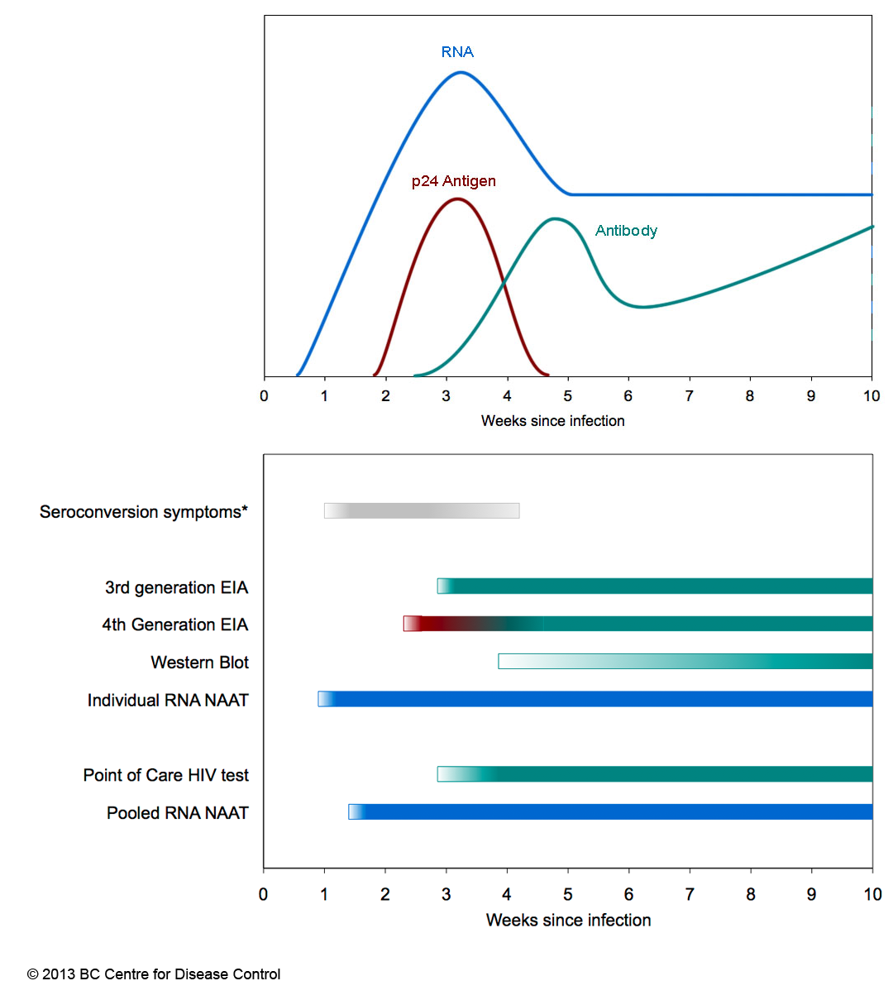 RNA
p24 Antigen
Antibody
0 1 2 3 4 5 6 7 8 9 10
Weeks since infection
Seroconversion symptoms*
3rd generation EIA
4th Generation EIA
Western Blot
Individual RNA NAAT
Point of Care HIV test
Pooled RNA NAAT
0 1 2 3 4 5 6 7 8 9 10
Weeks since infection
© 2013 BC Centre for Disease Control